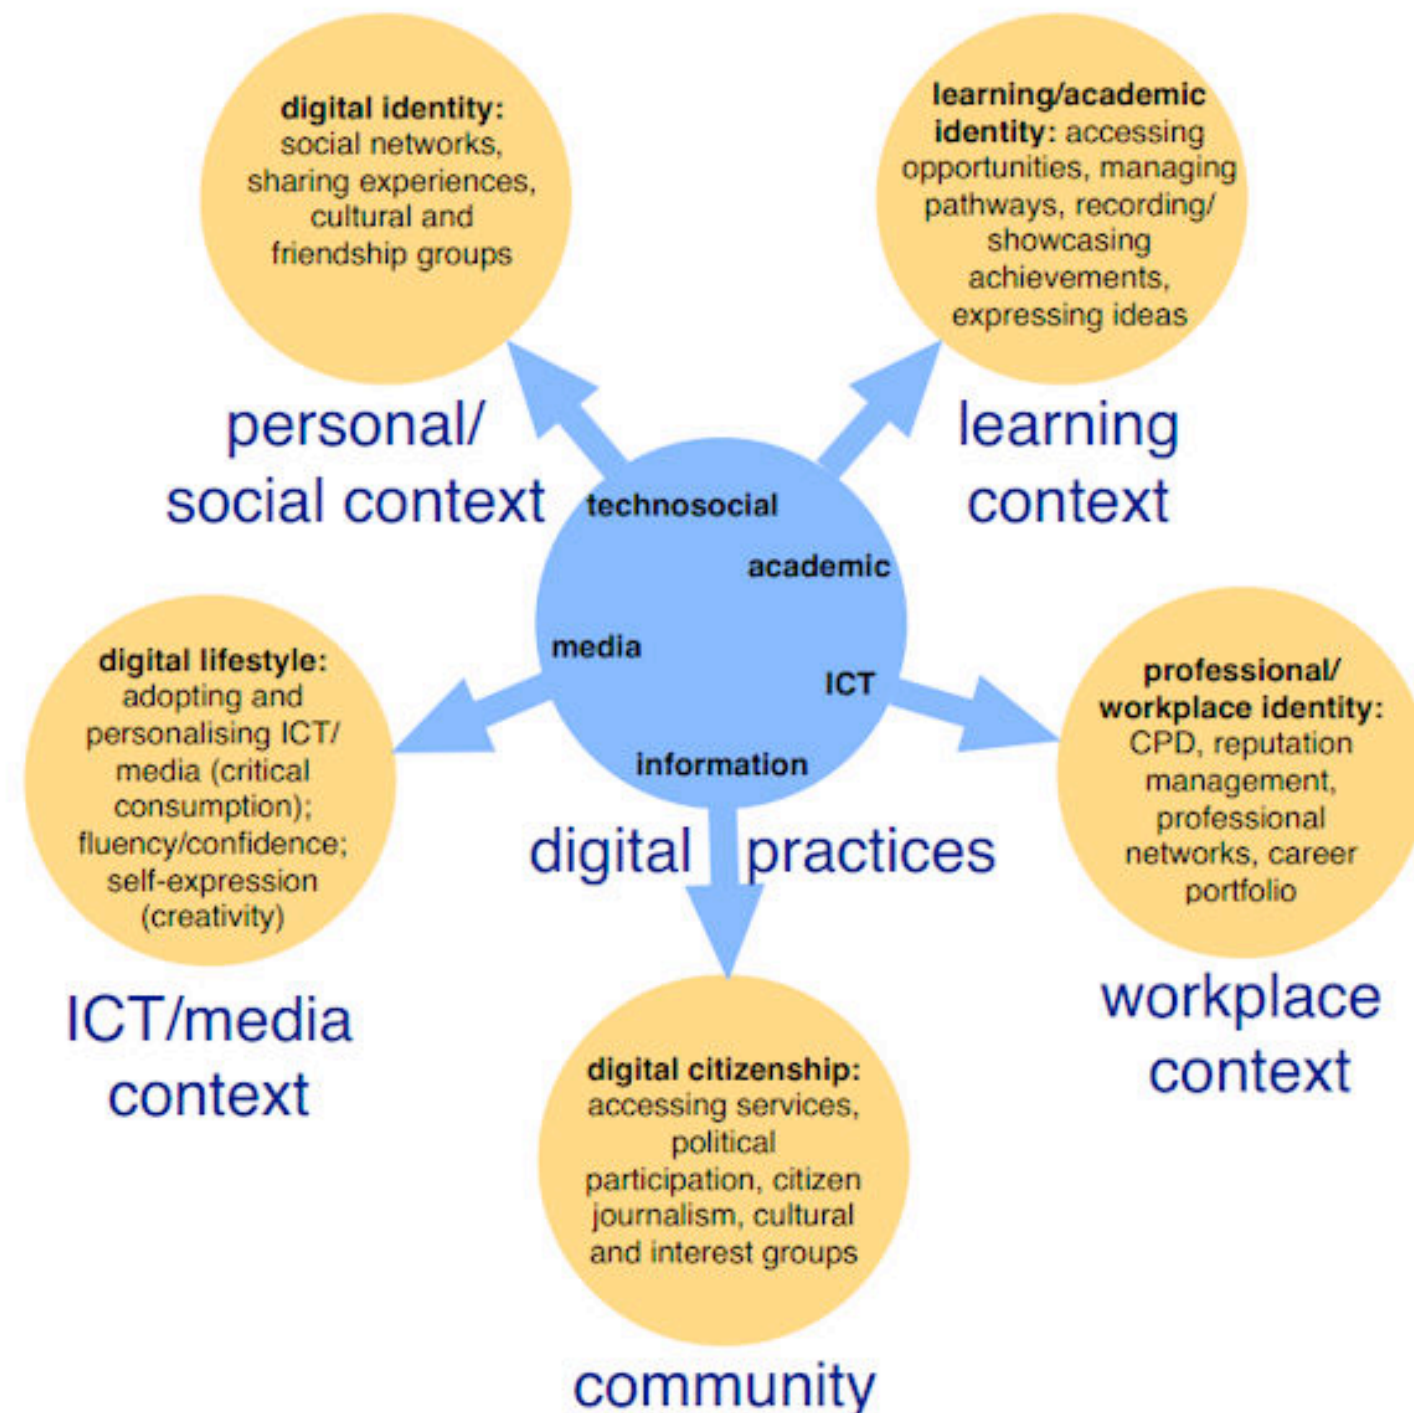 digital identity:
social networks,
sharing experiences,
cultural and
friendship groups
personal/
social context
learning/academic
identity: accessing
opportunities, managing
pathways, recording/
showcasing
achievements,
expressing ideas
learning
context
technosocial
academic
media
ICT
information
digital practices
digital lifestyle:
adopting and
personalising ICT/
media (critical
consumption);
fluency/confidence;
self-expression
(creativity)
ICT/media
context
professional/
workplace identity:
CPD, reputation
management,
professional
networks, career
portfolio
workplace
context
digital citizenship:
accessing services,
political
participation, citizen
journalism, cultural
and interest groups
community